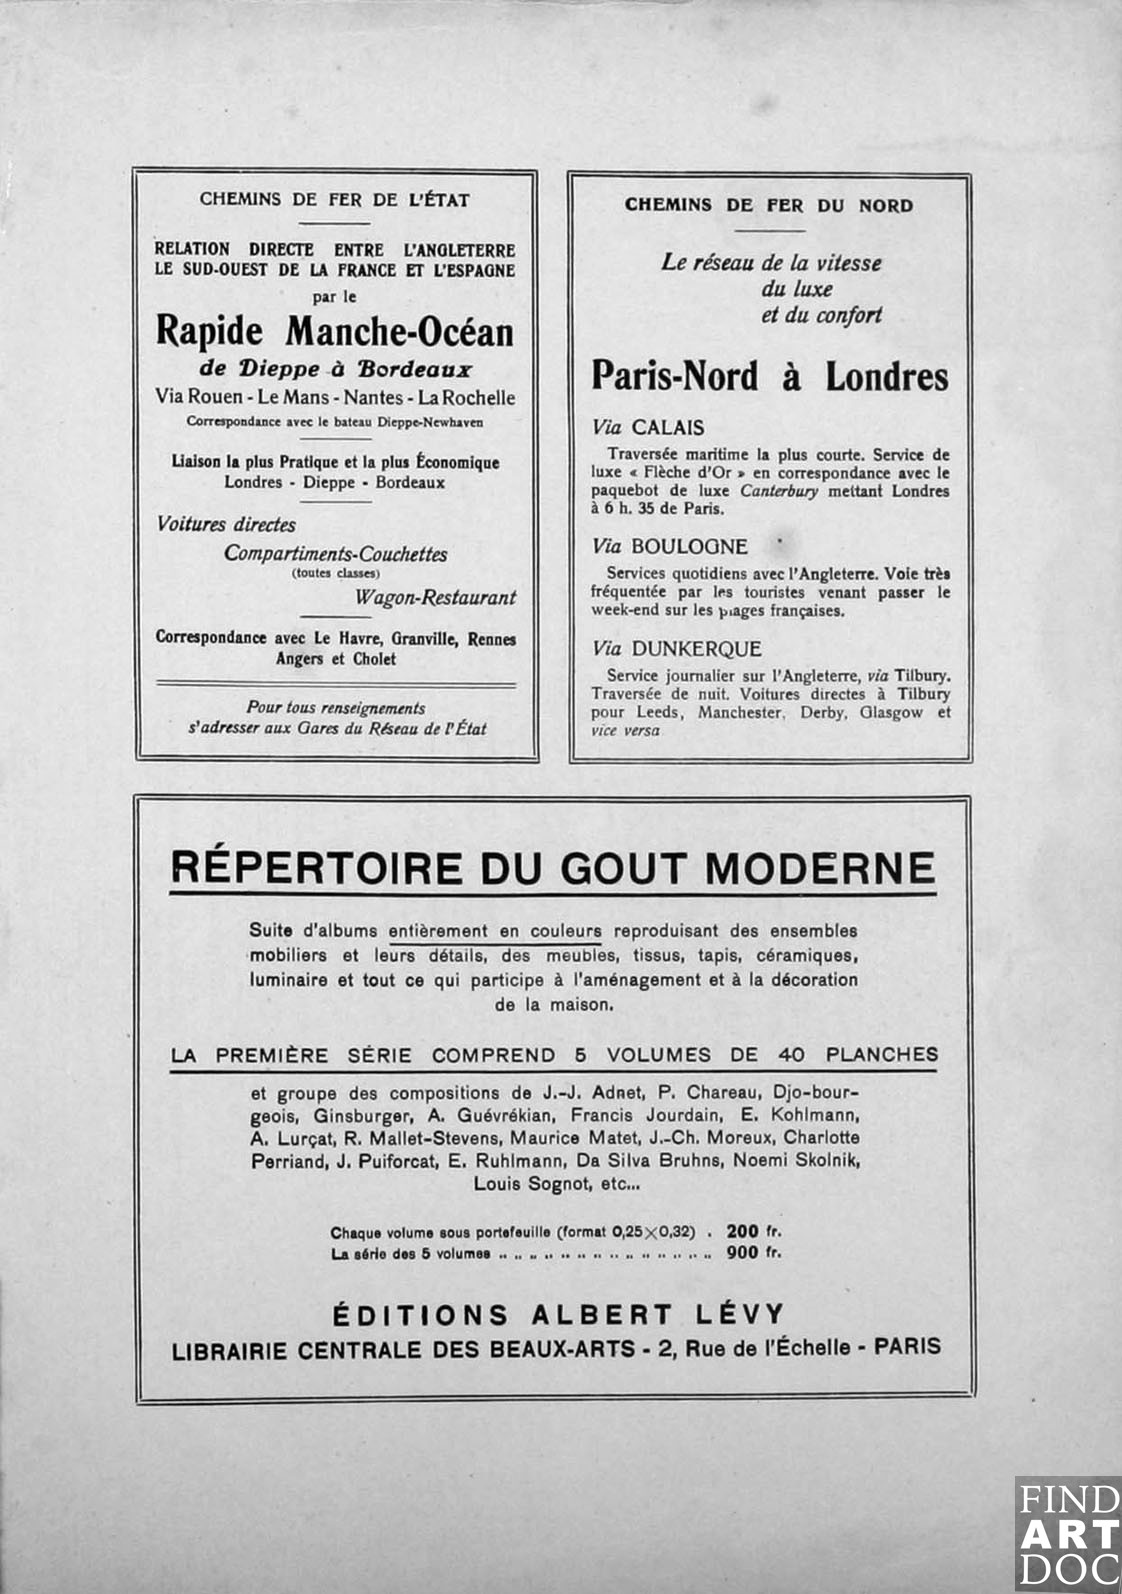 CHEMINS DE FER DE L'ÉTAT
RELATION DIRECTE ENTRE L'ANGLETERRE
LE SUD-OUEST DE LA FRANCE ET L'ESPAGNE
par le
Rapide Manche-Océan
de Dieppe à Bordeaux
Via Rouen - Le Mans - Nantes - La Rochelle
Correspondance avec le bateau Dieppe-Newhaven
Liaison la plus Pratique et la plus Économique
Londres - Dieppe - Bordeaux
Voitures directes
Compartiments-Couchettes
(toutes classes)
Wagon-Restaurant
Correspondance avec Le Havre, Granville, Rennes
Angers et Cholet
Pour tous renseignements
s'adresser aux Gares du Réseau de l'État
CHEMINS DE FER DU NORD
Le réseau de la vitesse
du luxe
et du confort
Paris-Nord à Londres
Via CALAIS
Traversée maritime la plus courte. Service de
luxe « Flèche d'Or » en correspondance avec le
paquebot de luxe Canterbury mettant Londres
à 6 h. 35 de Paris.
Via BOULOGNE
Services quotidiens avec l'Angleterre. Voie très
fréquentée par les touristes venant passer le
week-end sur les plages françaises.
Via DUNKERQUE
Service journalier sur l'Angleterre, via Tilbury.
Traversée de nuit. Voitures directes à Tilbury
pour Leeds, Manchester, Derby, Glasgow et
vice versa
RÉPERTOIRE DU GOUT MODERNE
Suite d'albums entièrement en couleurs reproduisant des ensembles
mobiliers et leurs détails, des meubles, tissus, tapis, céramiques,
luminaire et tout ce qui participe à l'aménagement et à la décoration
de la maison.
LA PREMIÈRE SÉRIE COMPREND 5 VOLUMES DE 40 PLANCHES
et groupe des compositions de J.-J. Adnet, P. Chareau, Djo-bour-
geois, Ginsburger, A. Guévrékian, Francis Jourdain, E. Kohlmann,
A. Lurçat, R. Mallet-Stevens, Maurice Matet, J.-Ch. Moreux, Charlotte
Perriand, J. Puiforcat, E. Ruhlmann, Da Silva Bruhns, Noemi Skolnik,
Louis Sognot, etc...
Chaque volume sous portefeuille (format 0,25×0,32) . 200 fr.
La série des 5 volumes .. .. .. .. .. .. .. .. .. .. .. .. .. .. 900 fr.
ÉDITIONS ALBERT LÉVY
LIBRAIRIE CENTRALE DES BEAUX-ARTS - 2, Rue de l'Échelle - PARIS
FIND
ART
DOC